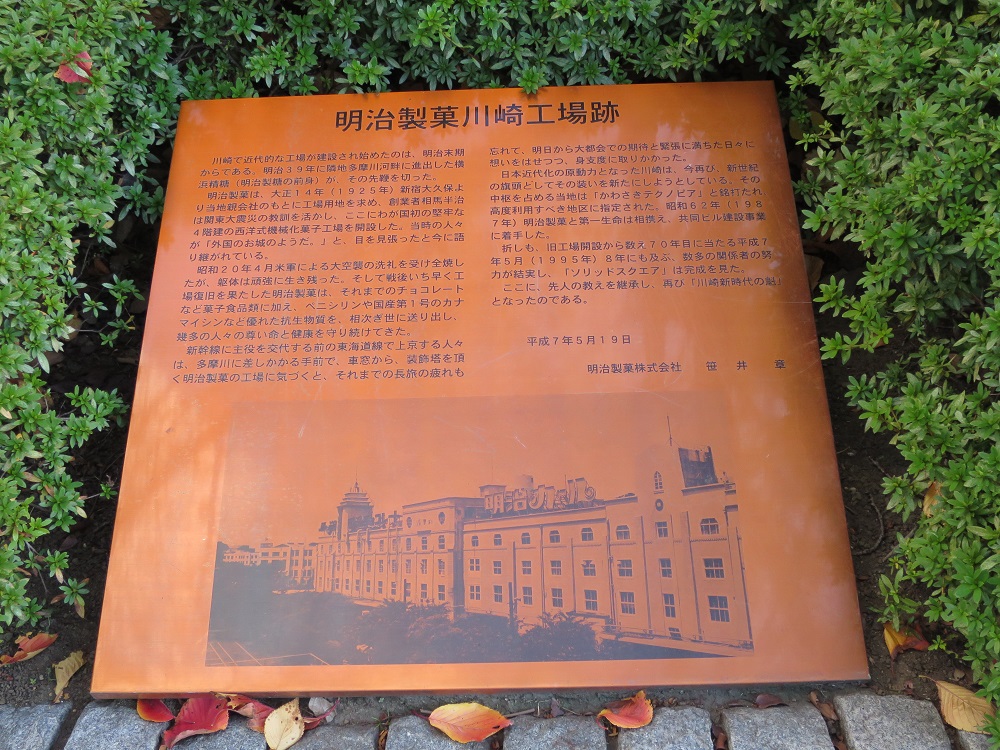 明治製菓川崎工場跡
川崎で近代的な工場が建設され始めたのは、明治末期
からである。明治39年に隣地多摩川河畔に進出した横
浜精糖(明治製糖の前身)が、その先鞭を切った。
明治製菓は、大正14年(1925年)新宿大久保よ
り当地親会社のもとに工場用地を求め、創業者相馬半治
は関東大震災の教訓を活かし、ここにわが国初の堅牢な
4階建の西洋式機械化菓子工場を開設した。当時の人々
が「外国のお城のようだ。」と、目を見張ったと今に語
り継がれている。
昭和20年4月米軍による大空襲の洗礼を受け全焼し
たが、躯体は頑強に生き残った。そして戦後いち早く工
場復旧を果たした明治製菓は、それまでのチョコレート
など菓子食品類に加え、ペニシリンや国産第1号のカナ
マイシンなど優れた抗生物質を、相次ぎ世に送り出し、
幾多の人々の尊い命と健康を守り続けてきた。
新幹線に主役を交代する前の東海道線で上京する人々
は、多摩川に差しかかる手前で、車窓から、装飾塔を頂
く明治製菓の工場に気づくと、それまでの長旅の疲れも
忘れて、明日から大都会での期待と緊張に満ちた日々に
想いをはせつつ、身支度に取りかかった。
日本近代化の原動力となった川崎は、今再び、新世紀
の旗頭としてその装いを新たにしようとしている。その
中枢を占める当地は「かわさきテクノピア」と銘打たれ
高度利用すべき地区に指定された。昭和62年(198
7年)明治製菓と第一生命は相携え、共同ビル建設事業
に着手した。
折しも、旧工場開設から数え70年目に当たる平成7
年5月(1995年)8年にも及ぶ、数多の関係者の努
力が結実し、「ソリッドスクエア」は完成を見た。
ここに、先人の教えを継承し、再び「川崎新時代の魁」
となったのである。
平成7年5月19日
明治製菓株式会社 笹井 章
明治